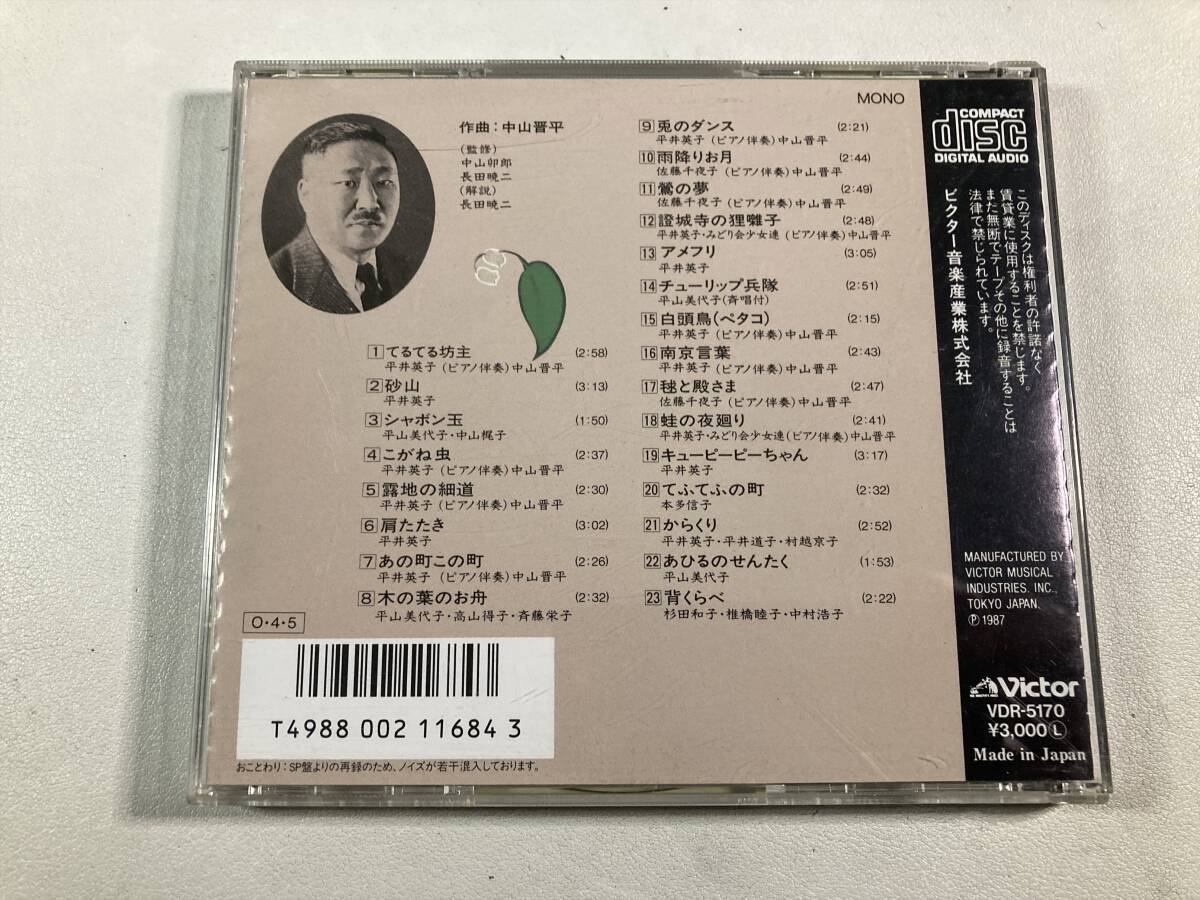 MONO
作曲:中山晋平
(監修)
中山卯郎
長田暁二
(解説)
長田暁二
1 てるてる坊主 (2:58)
平井英子 (ピアノ伴奏) 中山晋平
2 砂山 (3:13)
平井英子
3 シャボン玉 (1:50)
平山美代子・中山梶子
4 こがね虫 (2:37)
平井英子 (ピアノ伴奏) 中山晋平
5 露地の細道 (2:30)
平井英子 (ピアノ伴奏) 中山晋平
6 肩たたき (3:02)
平井英子
7 あの町この町 (2:26)
平井英子 (ピアノ伴奏) 中山晋平
8 木の葉のお舟 (2:32)
平山美代子・高山得子・斉藤栄子
9 兎のダンス (2:21)
平井英子 (ピアノ伴奏) 中山晋平
10 雨降りお月 (2:44)
佐藤千夜子 (ピアノ伴奏) 中山晋平
11 鶯の夢 (2:49)
佐藤千夜子 (ピアノ伴奏) 中山晋平
12 證城寺の狸囃子 (2:48)
平井英子・みどり会少女達 (ピアノ伴奏) 中山晋平
13 アメフリ (3:05)
平井英子
14 チューリップ兵隊 (2:51)
平山美代子(斉唱付)
15 白頭鳥(ペタコ) (2:15)
平井英子 (ピアノ伴奏) 中山晋平
16 南京言葉 (2:43)
平井英子 (ピアノ伴奏) 中山晋平
17 毬と殿さま (2:47)
佐藤千夜子 (ピアノ伴奏) 中山晋平
18 蛙の夜廻り (2:41)
平井英子・みどり会少女達 (ピアノ伴奏) 中山晋平
19 キューピーピーちゃん (3:17)
平井英子
20 てふてふの町 (2:32)
本多信子
21 からくり (2:52)
平井英子・平井道子・村越京子
22 あひるのせんたく (1:53)
平山美代子
23 背くらべ (2:22)
杉田和子・椎橋睦子・中村浩子
O・4・5
T4988 002 11684 3
おことわり:SP盤よりの再録のため、ノイズが若干混入しております。
COMPACT
disc
DIGITAL AUDIO
このディスクは権利者の許諾なく
賃貸業に使用することを禁じます。
また無断でテープその他に録音することは
法律で禁じられています。
ビクター音楽産業株式会社
MANUFACTURED BY
VICTOR MUSICAL
INDUSTRIES. INC.,
TOKYO JAPAN.
Ⓟ 1987
Victor
VDR-5170
¥3,000 Ⓛ
Made in Japan